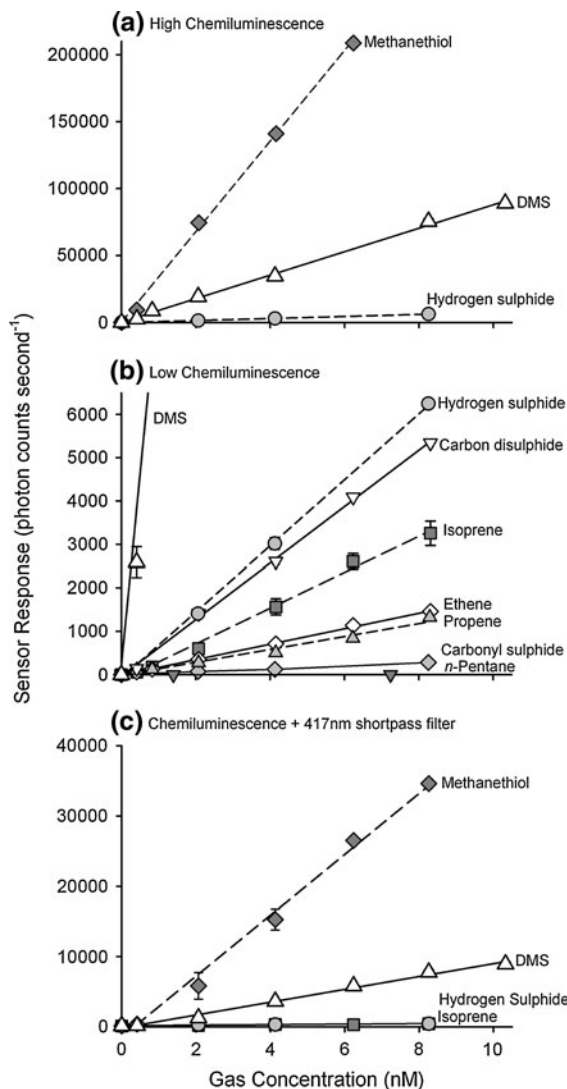 (a) High Chemiluminescence
200000
Methanethiol
150000
100000
DMS
50000
Hydrogen sulphide
0
(b) Low Chemiluminescence
DMS
6000
Hydrogen sulphide
5000
Carbon disulphide
4000
3000
Isoprene
2000
Ethene
1000
Propene
Carbonyl sulphide
0
n-Pentane
Sensor Response (photon counts second⁻¹)
(c) Chemiluminescence + 417nm shortpass filter
40000
Methanethiol
30000
20000
10000
DMS
Hydrogen Sulphide
Isoprene
0
0 2 4 6 8 10
Gas Concentration (nM)